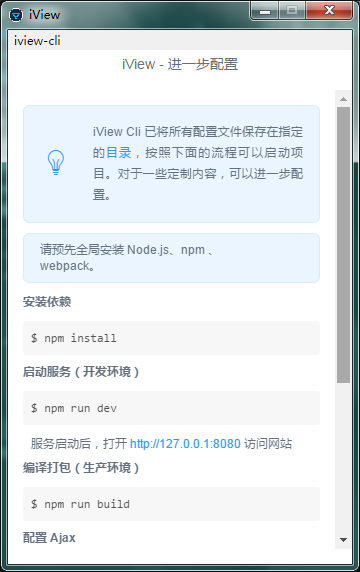 iView
iview-cli
iView - 进一步配置
iView Cli 已将所有配置文件保存在指定
的目录，按照下面的流程可以启动项
目。对于一些定制内容，可以进一步配
置。
请预先全局安装 Node.js、npm 、
webpack。
安装依赖
$ npm install
启动服务（开发环境）
$ npm run dev
服务启动后，打开 http://127.0.0.1:8080 访问网站
编译打包（生产环境）
$ npm run build
配置 Ajax